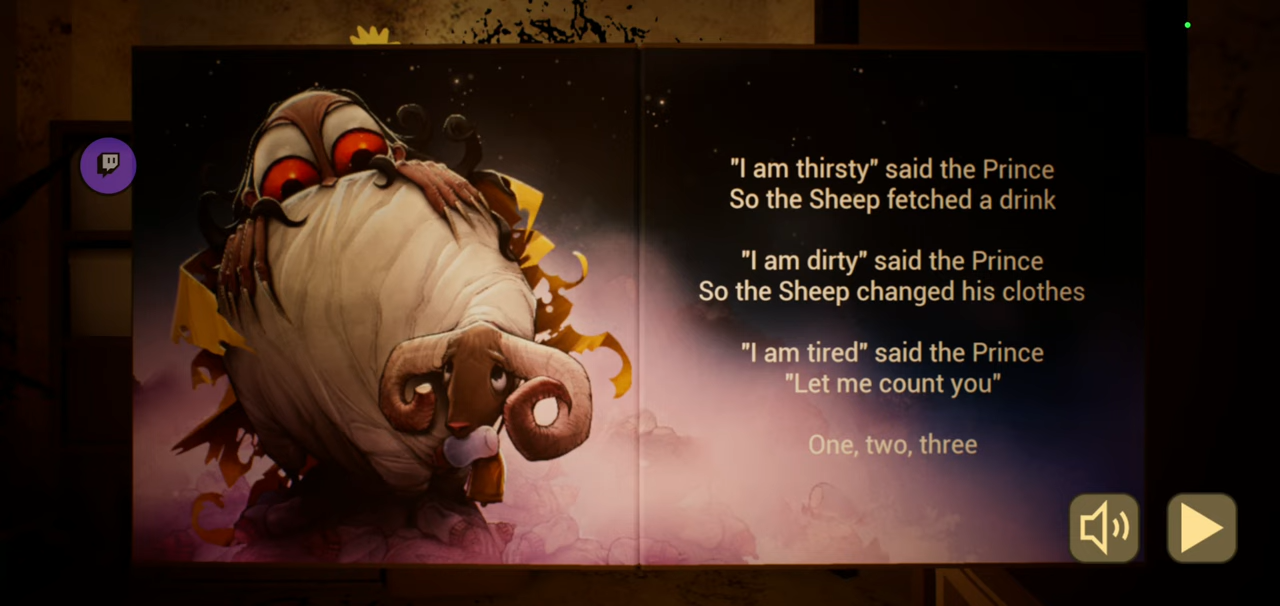 "I am thirsty" said the Prince
So the Sheep fetched a drink
"I am dirty" said the Prince
So the Sheep changed his clothes
"I am tired" said the Prince
"Let me count you"
One, two, three